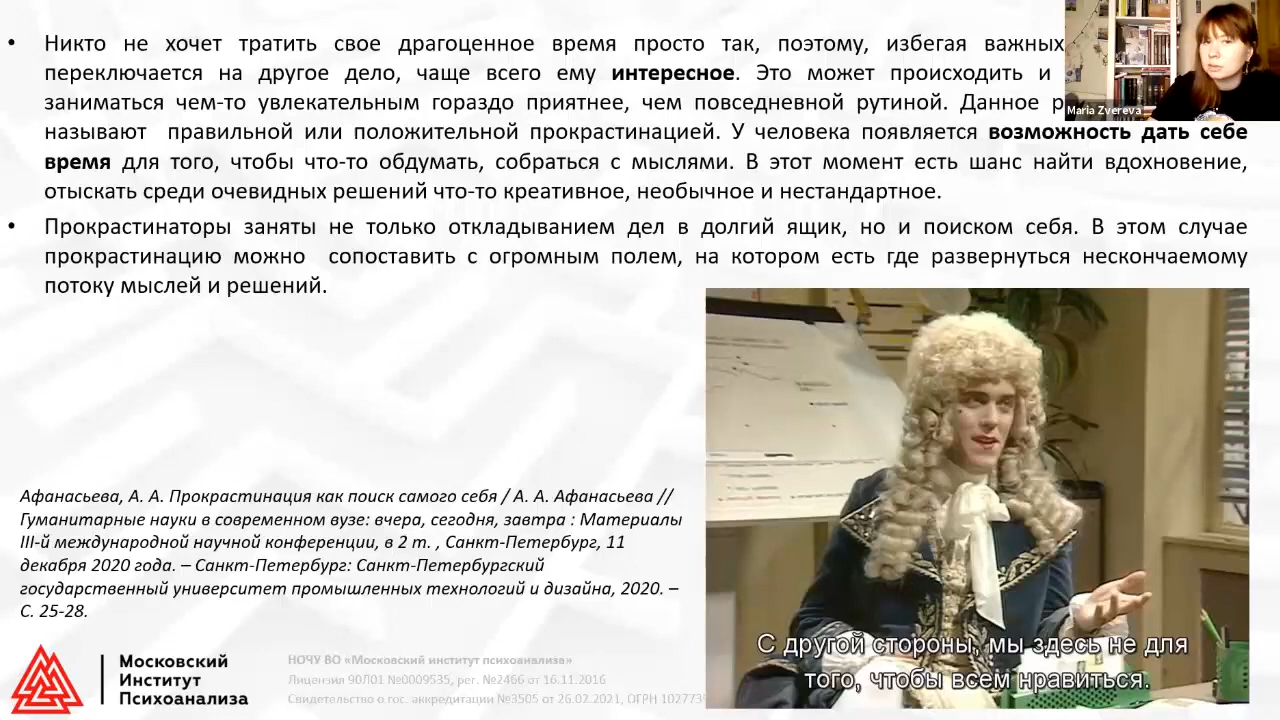 • Никто не хочет тратить свое драгоценное время просто так, поэтому, избегая важных
переключается на другое дело, чаще всего ему интересное. Это может происходить и
заниматься чем-то увлекательным гораздо приятнее, чем повседневной рутиной. Данное
называют правильной или положительной прокрастинацией. У человека появляется возможность дать себе
время для того, чтобы что-то обдумать, собраться с мыслями. В этот момент есть шанс найти вдохновение,
отыскать среди очевидных решений что-то креативное, необычное и нестандартное.
• Прокрастинаторы заняты не только откладыванием дел в долгий ящик, но и поиском себя. В этом случае
прокрастинацию можно сопоставить с огромным полем, на котором есть где развернуться нескончаемому
потоку мыслей и решений.
Maria Zvereva
Афанасьева, А. А. Прокрастинация как поиск самого себя / А. А. Афанасьева //
Гуманитарные науки в современном вузе: вчера, сегодня, завтра : Материалы
III-й международной научной конференции, в 2 т. , Санкт-Петербург, 11
декабря 2020 года. – Санкт-Петербург: Санкт-Петербургский
государственный университет промышленных технологий и дизайна, 2020. –
С. 25-28.
С другой стороны, мы здесь не для
того, чтобы всем нравиться.
Московский
Институт
Психоанализа
НОЧУ ВО «Московский институт психоанализа»
Лицензия 90Л01 №0009535, рег. №2466 от 16.11.2016
Свидетельство о гос. аккредитации №3505 от 26.02.2021, ОГРН